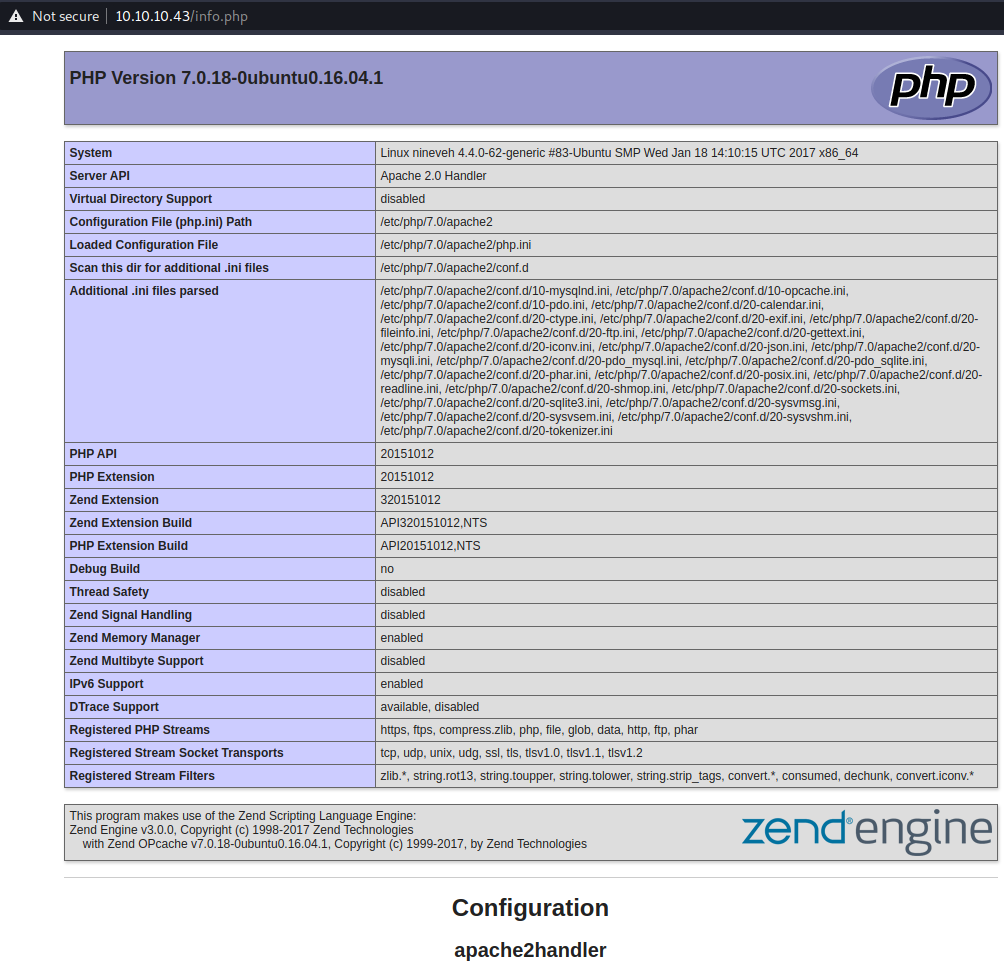 Not secure 10.10.10.43/info.php
PHP Version 7.0.18-0ubuntu0.16.04.1
php
System Linux nineveh 4.4.0-62-generic #83-Ubuntu SMP Wed Jan 18 14:10:15 UTC 2017 x86_64
Server API Apache 2.0 Handler
Virtual Directory Support disabled
Configuration File (php.ini) Path /etc/php/7.0/apache2
Loaded Configuration File /etc/php/7.0/apache2/php.ini
Scan this dir for additional .ini files /etc/php/7.0/apache2/conf.d
Additional .ini files parsed /etc/php/7.0/apache2/conf.d/10-mysqlnd.ini, /etc/php/7.0/apache2/conf.d/10-opcache.ini,
/etc/php/7.0/apache2/conf.d/10-pdo.ini, /etc/php/7.0/apache2/conf.d/20-calendar.ini,
/etc/php/7.0/apache2/conf.d/20-ctype.ini, /etc/php/7.0/apache2/conf.d/20-exif.ini, /etc/php/7.0/apache2/conf.d/20-
fileinfo.ini, /etc/php/7.0/apache2/conf.d/20-ftp.ini, /etc/php/7.0/apache2/conf.d/20-gettext.ini,
/etc/php/7.0/apache2/conf.d/20-iconv.ini, /etc/php/7.0/apache2/conf.d/20-json.ini, /etc/php/7.0/apache2/conf.d/20-
mysqli.ini, /etc/php/7.0/apache2/conf.d/20-pdo_mysql.ini, /etc/php/7.0/apache2/conf.d/20-pdo_sqlite.ini,
/etc/php/7.0/apache2/conf.d/20-phar.ini, /etc/php/7.0/apache2/conf.d/20-posix.ini, /etc/php/7.0/apache2/conf.d/20-
readline.ini, /etc/php/7.0/apache2/conf.d/20-shmop.ini, /etc/php/7.0/apache2/conf.d/20-sockets.ini,
/etc/php/7.0/apache2/conf.d/20-sqlite3.ini, /etc/php/7.0/apache2/conf.d/20-sysvmsg.ini,
/etc/php/7.0/apache2/conf.d/20-sysvsem.ini, /etc/php/7.0/apache2/conf.d/20-sysvshm.ini,
/etc/php/7.0/apache2/conf.d/20-tokenizer.ini
PHP API 20151012
PHP Extension 20151012
Zend Extension 320151012
Zend Extension Build API320151012,NTS
PHP Extension Build API20151012,NTS
Debug Build no
Thread Safety disabled
Zend Signal Handling disabled
Zend Memory Manager enabled
Zend Multibyte Support disabled
IPv6 Support enabled
DTrace Support available, disabled
Registered PHP Streams https, ftps, compress.zlib, php, file, glob, data, http, ftp, phar
Registered Stream Socket Transports tcp, udp, unix, udg, ssl, tls, tlsv1.0, tlsv1.1, tlsv1.2
Registered Stream Filters zlib.*, string.rot13, string.toupper, string.tolower, string.strip_tags, convert.*, consumed, dechunk, convert.iconv.*
This program makes use of the Zend Scripting Language Engine:
Zend Engine v3.0.0, Copyright (c) 1998-2017 Zend Technologies
with Zend OPcache v7.0.18-0ubuntu0.16.04.1, Copyright (c) 1999-2017, by Zend Technologies
zend®engine
Configuration
apache2handler